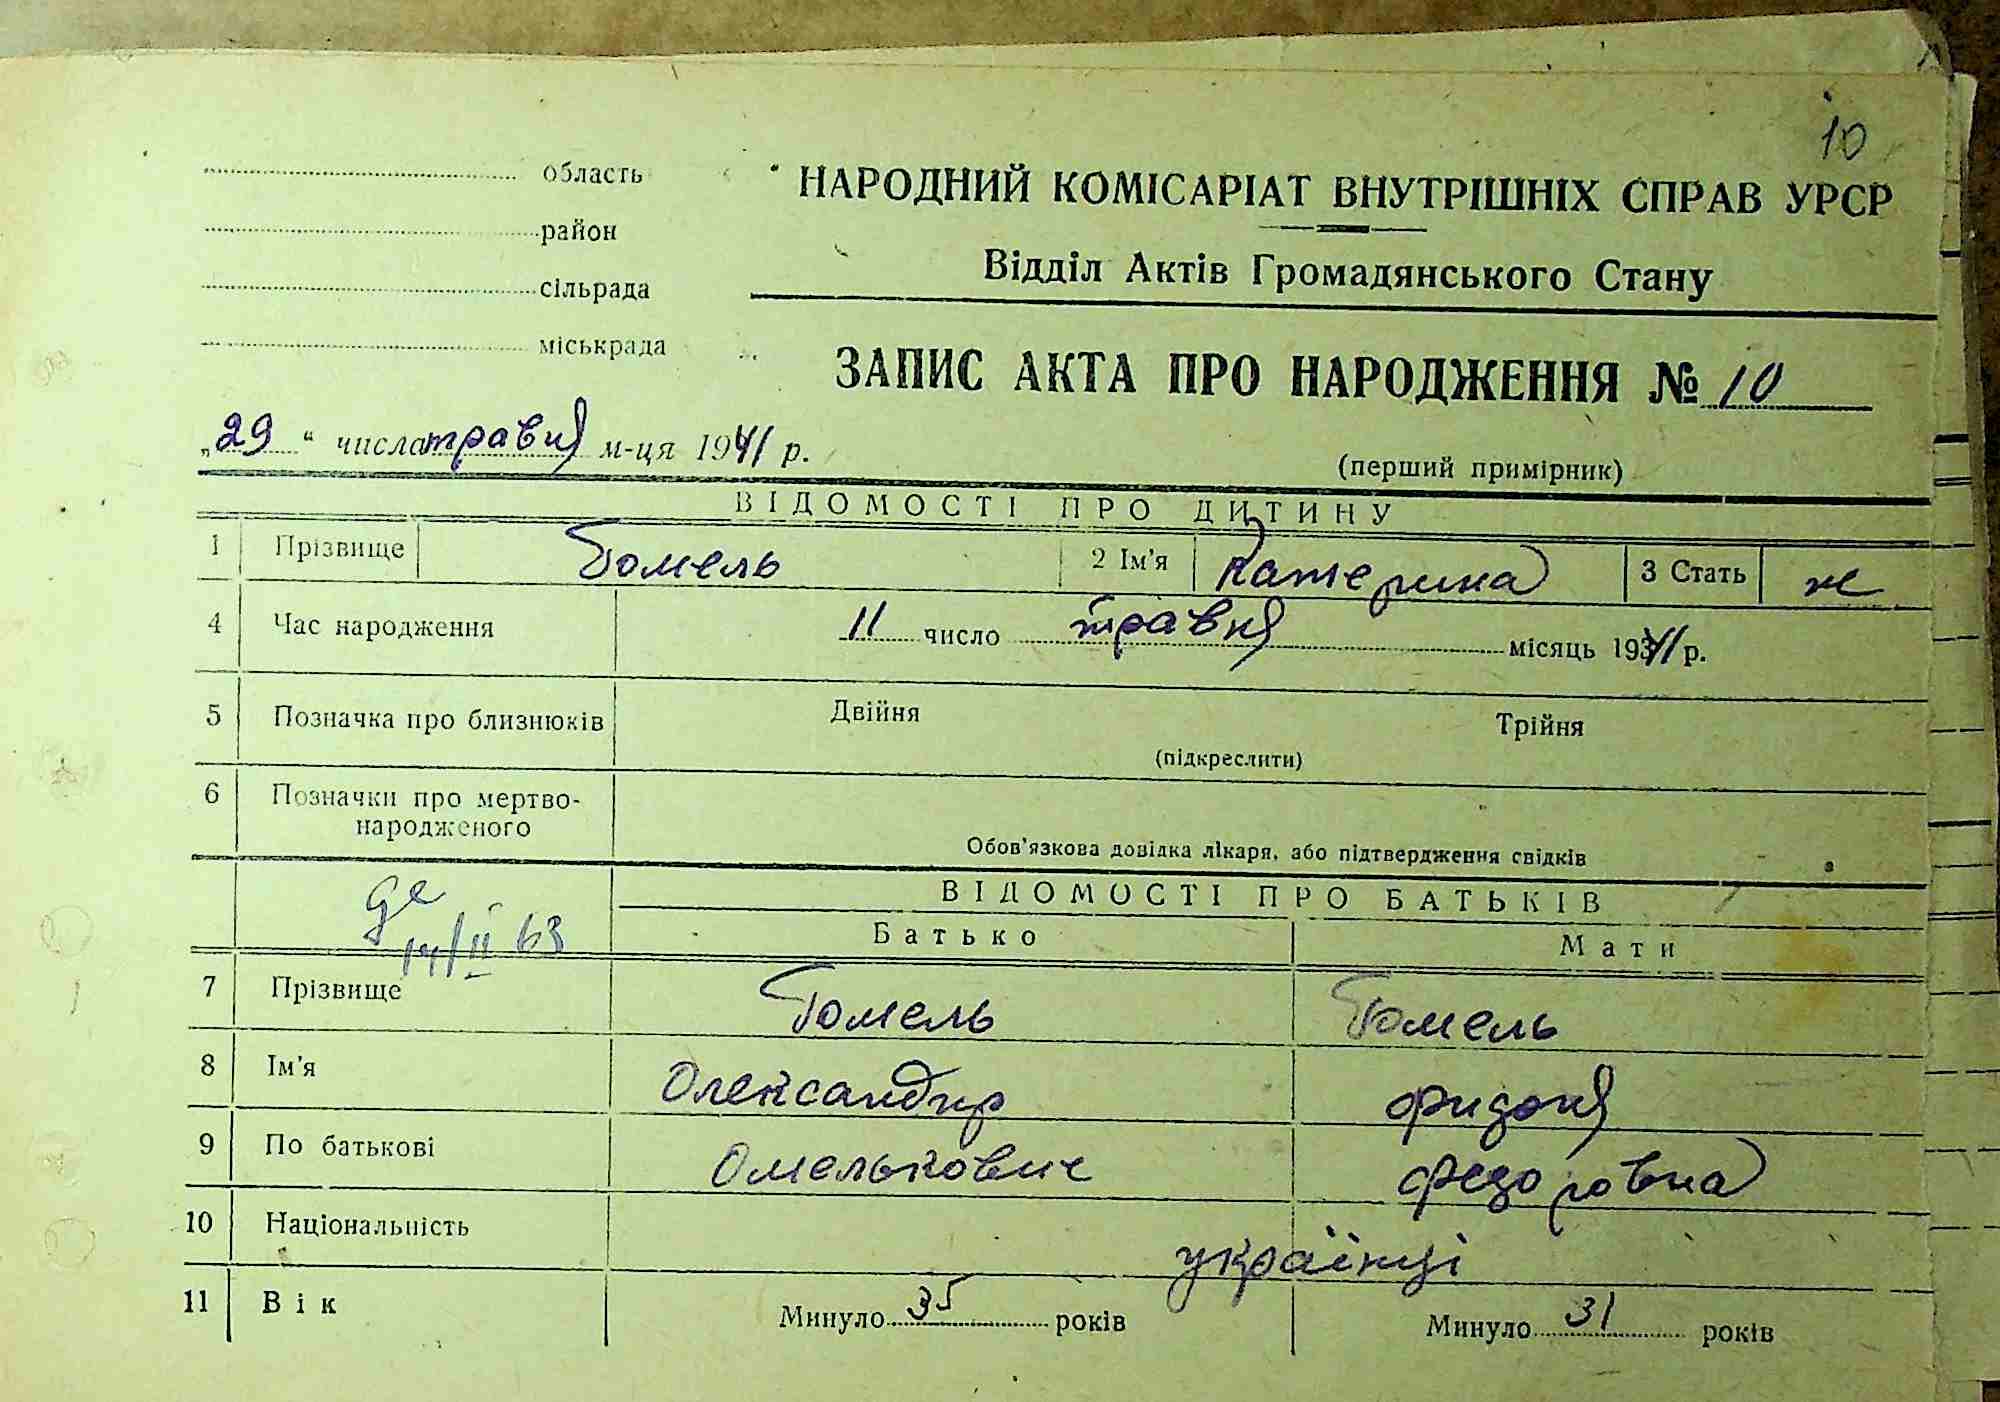 10
область
НАРОДНИЙ КОМІСАРІАТ ВНУТРІШНІХ СПРАВ УРСР
район
Відділ Актів Громадянського Стану
сільрада
міськрада
ЗАПИС АКТА ПРО НАРОДЖЕННЯ № 10
„29“ числа травня м-ця 1941 р.
(перший примірник)
ВІДОМОСТІ ПРО ДИТИНУ
1 Прізвище Гомель 2 Ім'я Катерина 3 Стать ж
4 Час народження 11 число травня місяць 1941 р.
5 Позначка про близнюків Двійня Трійня
(підкреслити)
6 Позначки про мертво-
народженого
Обов'язкова довідка лікаря, або підтвердження свідків
ВІДОМОСТІ ПРО БАТЬКІВ
14/II 63
Батько Мати
7 Прізвище Гомель Гомель
8 Ім'я Олександир Фидоня
9 По батькові Омелькович Федоровна
10 Національність українці
11 Вік Минуло 35 років Минуло 31 років